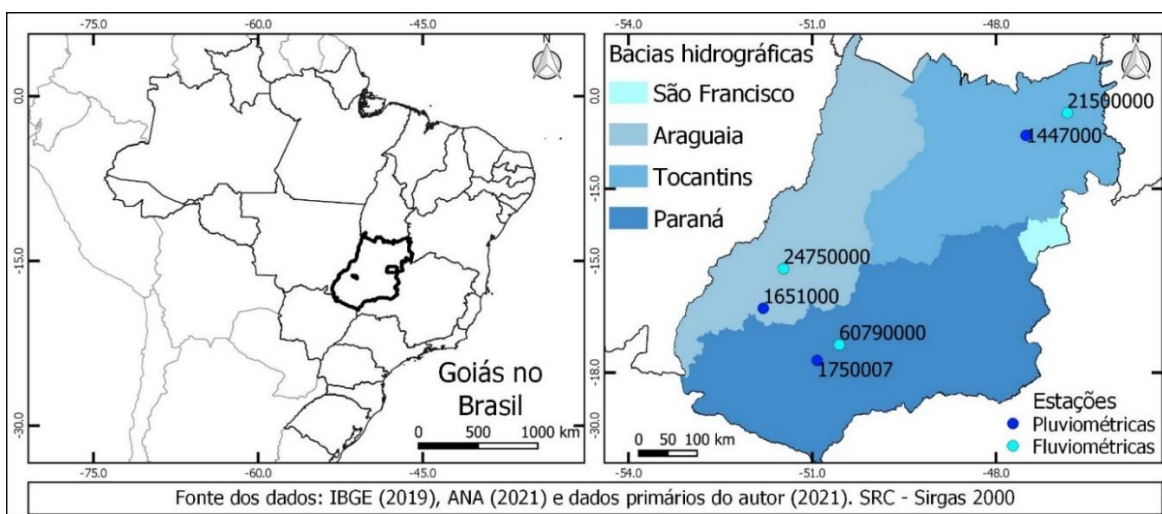 -75.0 -60.0 -45.0
N
0.0
-15.0
-30.0
Goiás no
Brasil
0 500 1000 km
-75.0 -60.0 -45.0
-54.0 -51.0 -48.0
N
Bacias hidrográficas
São Francisco
Araguaia
Tocantins
Paraná
0.0
-15.0
-15.0
-18.0
-30.0
21500000
1447000
24750000
1651000
60790000
1750007
Estações
Pluviométricas
Fluviométricas
0 50 100 km
-54.0 -51.0 -48.0
Fonte dos dados: IBGE (2019), ANA (2021) e dados primários do autor (2021). SRC - Sirgas 2000